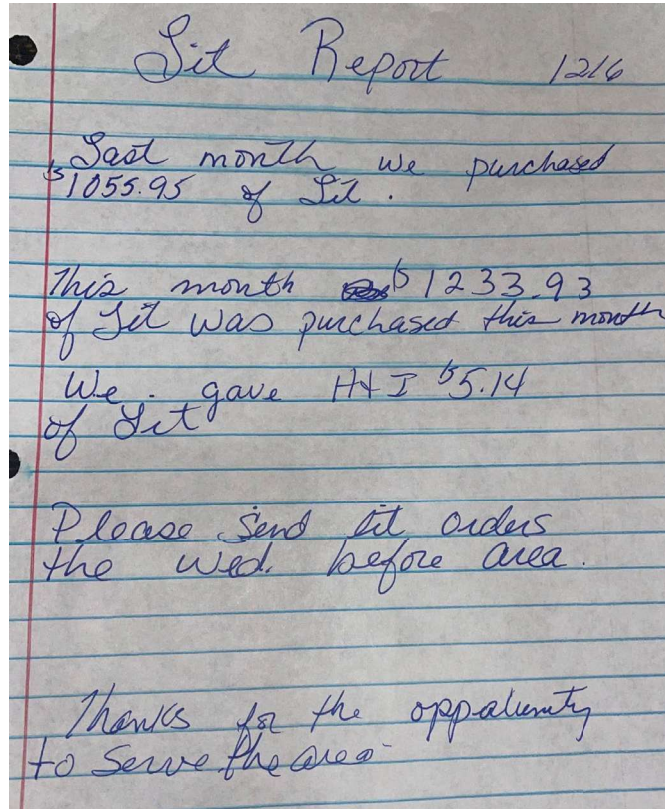 Lit Report 1216
Last month we purchased
$1055.95 of Lit.
This month $1233.93
of Lit was purchased this month
We. gave H&I $5.14
of Lit
Please send lit orders
the Wed. before area.
Thanks for the oppatunity
to serve the area.